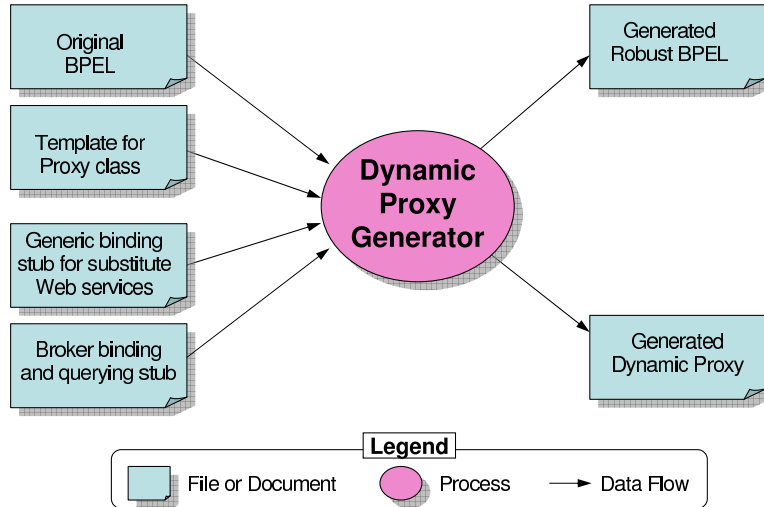 Original
BPEL
Template for
Proxy class
Generic binding
stub for substitute
Web services
Broker binding
and querying stub
Dynamic
Proxy
Generator
Generated
Robust BPEL
Generated
Dynamic Proxy
Legend
File or Document
Process
Data Flow